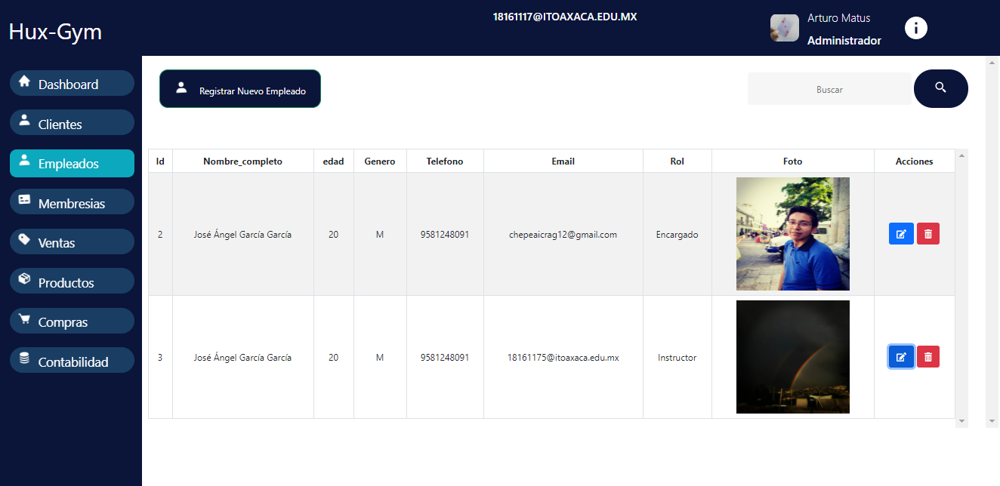 Hux-Gym
18161117@ITOAXACA.EDU.MX
Arturo Matus
Administrador
Dashboard
Clientes
Empleados
Membresias
Ventas
Productos
Compras
Contabilidad
Registrar Nuevo Empleado
Buscar
Id Nombre_completo edad Genero Telefono Email Rol Foto Acciones
2 José Ángel García García 20 M 9581248091 chepeaicrag12@gmail.com Encargado
3 José Ángel García García 20 M 9581248091 18161175@itoaxaca.edu.mx Instructor